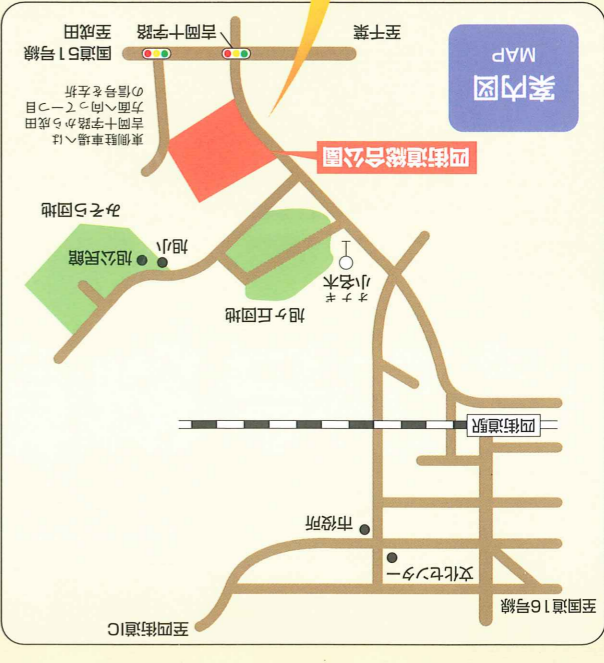 至四街道IC
至国道16号線
文化センター
市役所
四街道駅
旭ヶ丘団地
オナギ
小名木
旭小
旭公民館
みそら団地
四街道総合公園
東側駐車場へは
吉岡十字路から成田
方面へ向って一つ目
の信号を左折
案内図
MAP
国道51号線
至千葉
吉岡十字路
至成田